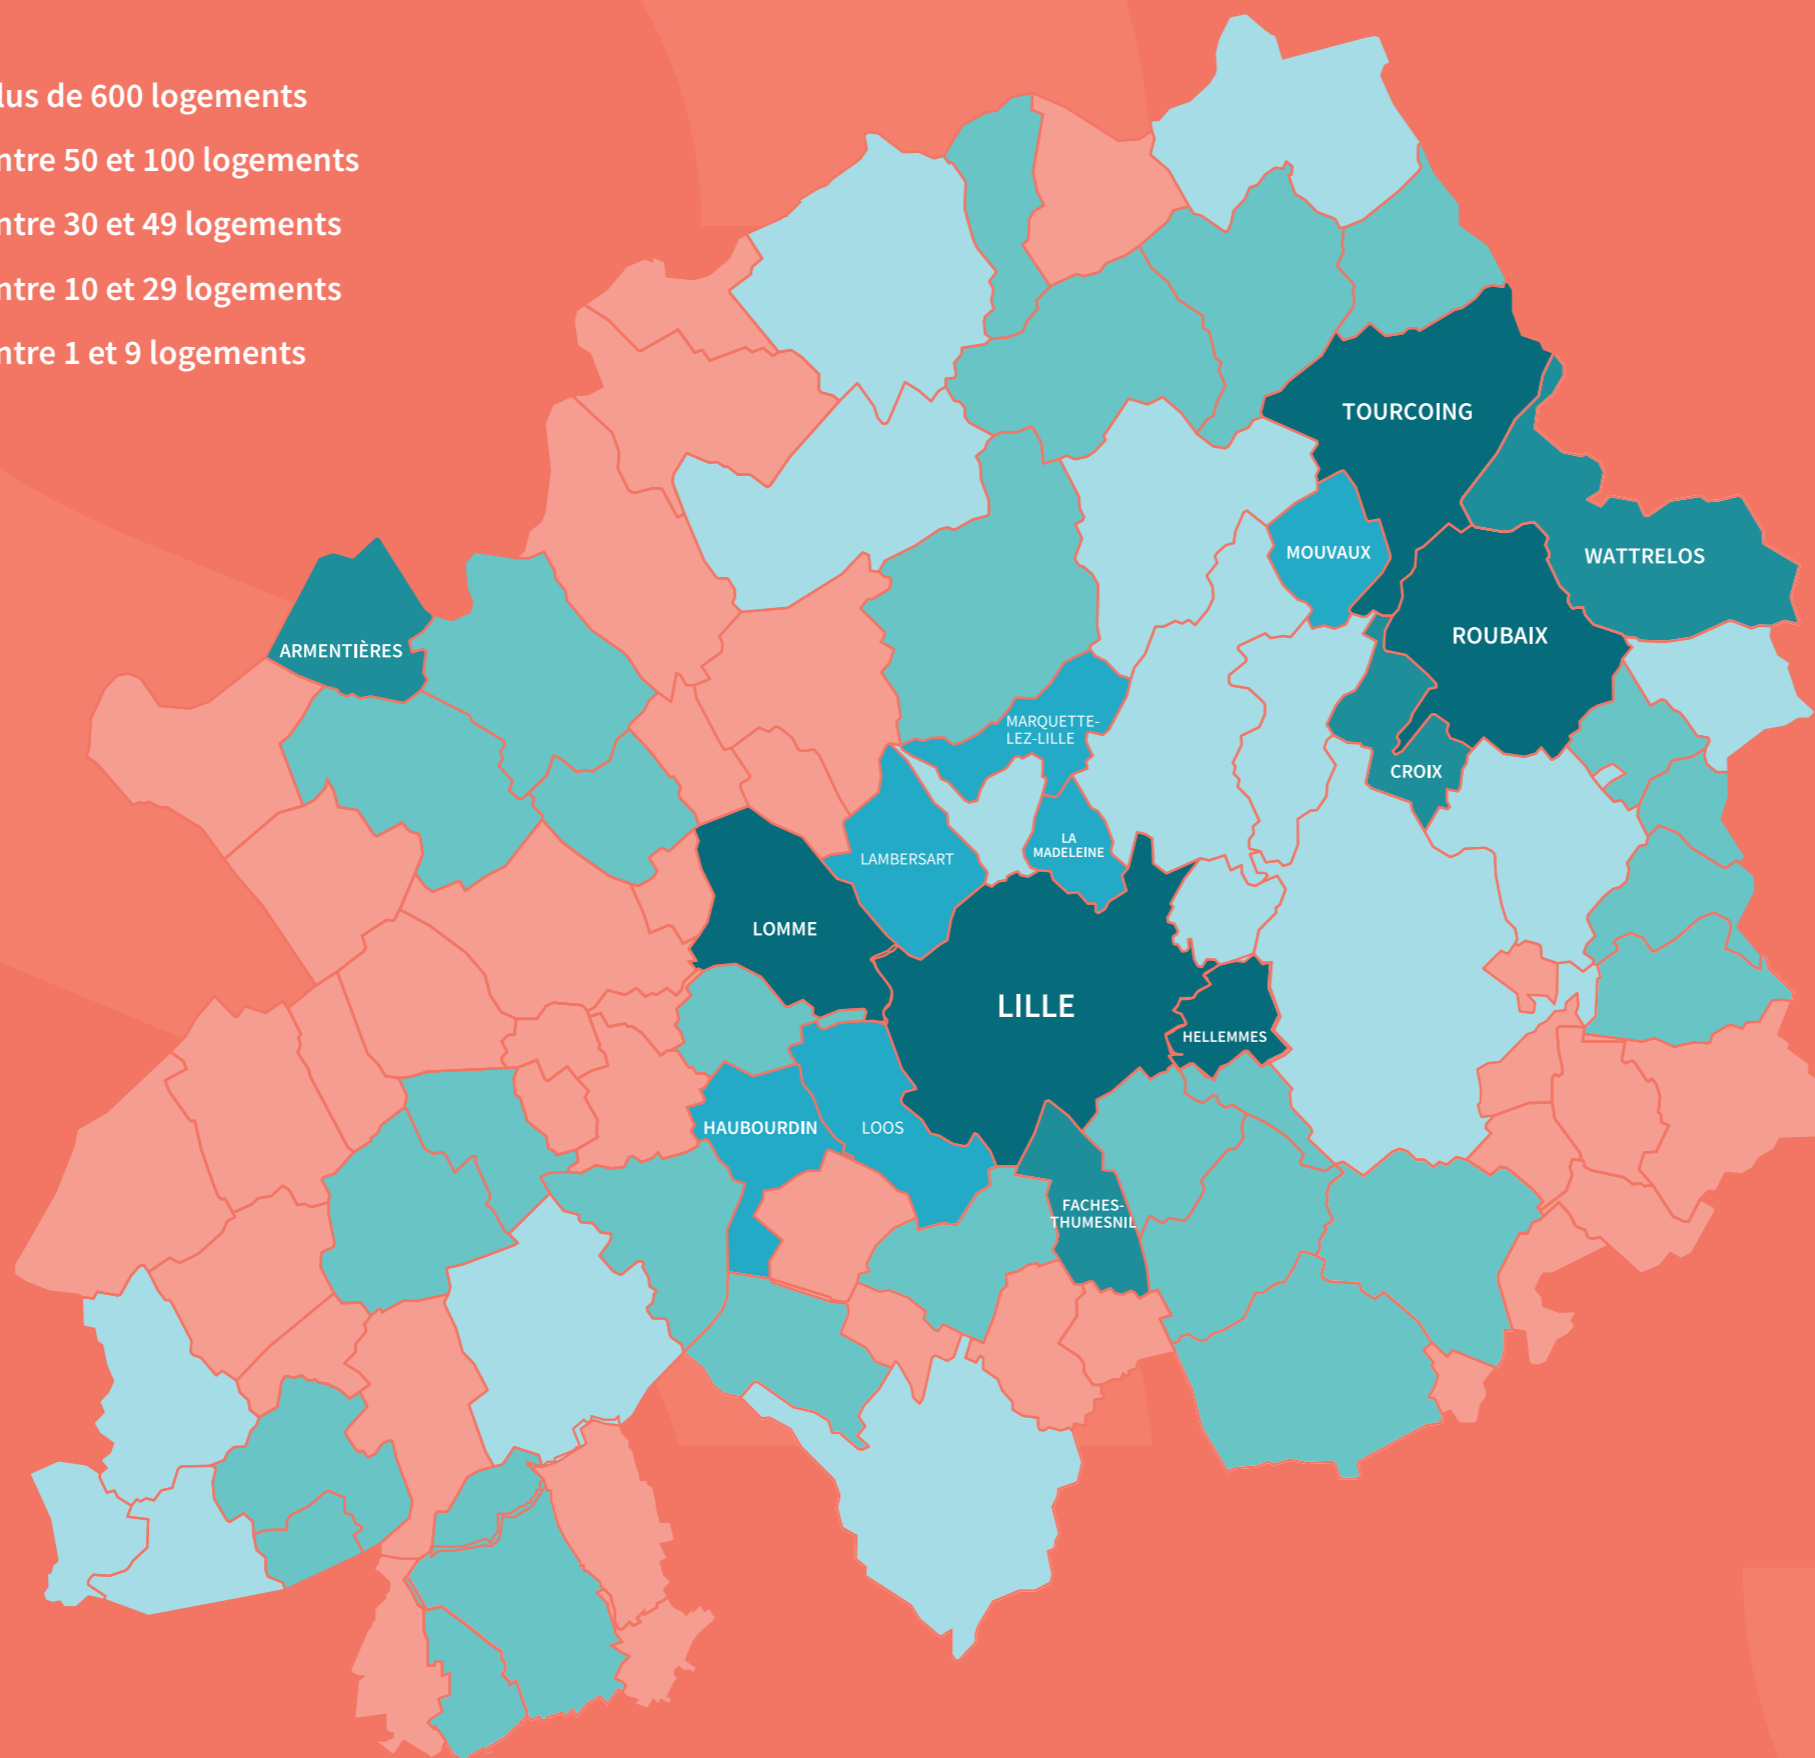 lus de 600 logements
ntre 50 et 100 logements
ntre 30 et 49 logements
ntre 10 et 29 logements
ntre 1 et 9 logements
TOURCOING
MOUVAUX
WATTRELOS
ROUBAIX
ARMENTIÈRES
MARQUETTE-
LEZ-LILLE
CROIX
LA
MADELEINE
LAMBERSART
LOMME
LILLE
HELLEMMES
HAUBOURDIN
LOOS
FACHES-
THUMESNIL